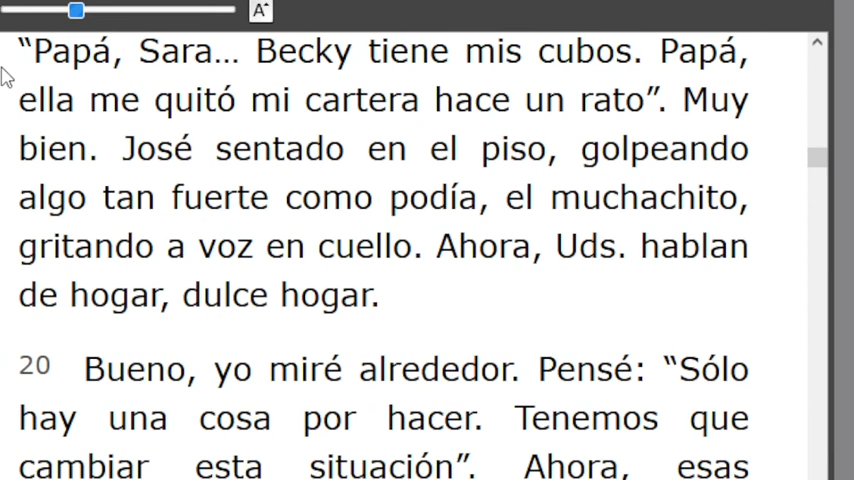 A
“Papá, Sara... Becky tiene mis cubos. Papá,
ella me quitó mi cartera hace un rato”. Muy
bien. José sentado en el piso, golpeando
algo tan fuerte como podía, el muchachito,
gritando a voz en cuello. Ahora, Uds. hablan
de hogar, dulce hogar.
20 Bueno, yo miré alrededor. Pensé: “Sólo
hay una cosa por hacer. Tenemos que
cambiar esta situación”. Ahora, esas